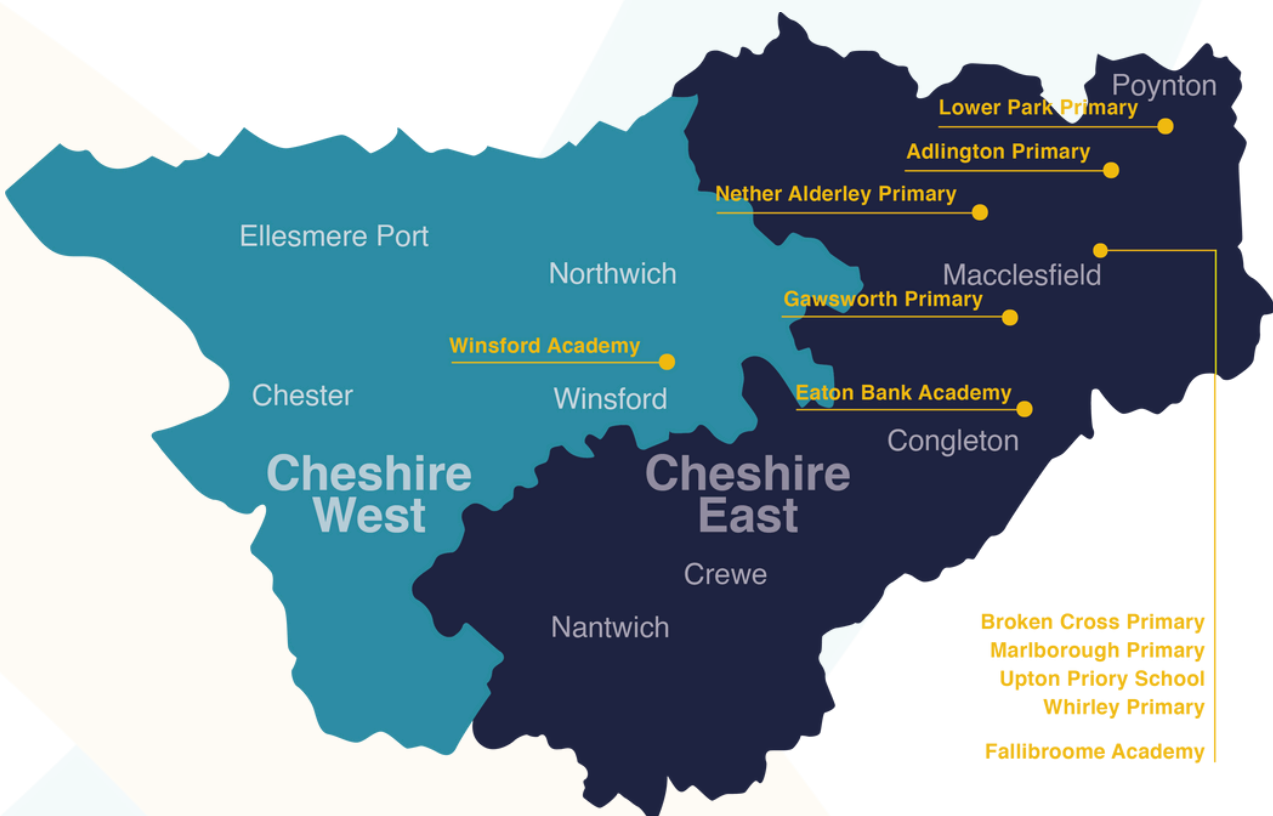 Poynton
Lower Park Primary
Adlington Primary
Nether Alderley Primary
Ellesmere Port
Northwich
Macclesfield
Gawsworth Primary
Winsford Academy
Chester
Winsford
Eaton Bank Academy
Congleton
Cheshire
West
Cheshire
East
Crewe
Nantwich
Broken Cross Primary
Marlborough Primary
Upton Priory School
Whirley Primary
Fallibroome Academy